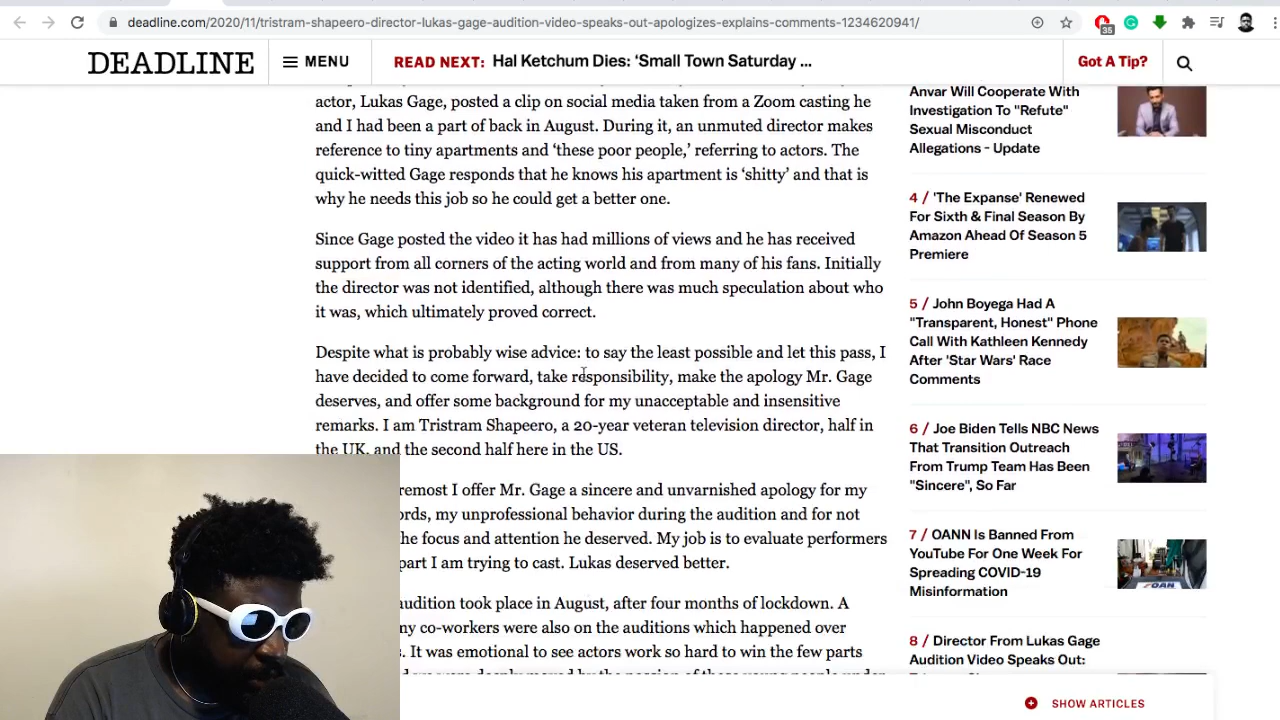 deadline.com/2020/11/tristram-shapeero-director-lukas-gage-audition-video-speaks-out-apologizes-explains-comments-1234620941/
35
DEADLINE
MENU
READ NEXT: Hal Ketchum Dies: 'Small Town Saturday ...
Got A Tip?
actor, Lukas Gage, posted a clip on social media taken from a Zoom casting he
and I had been a part of back in August. During it, an unmuted director makes
reference to tiny apartments and ‘these poor people,’ referring to actors. The
quick-witted Gage responds that he knows his apartment is ‘shitty’ and that is
why he needs this job so he could get a better one.
Since Gage posted the video it has had millions of views and he has received
support from all corners of the acting world and from many of his fans. Initially
the director was not identified, although there was much speculation about who
it was, which ultimately proved correct.
Despite what is probably wise advice: to say the least possible and let this pass, I
have decided to come forward, take responsibility, make the apology Mr. Gage
deserves, and offer some background for my unacceptable and insensitive
remarks. I am Tristram Shapeero, a 20-year veteran television director, half in
the UK, and the second half here in the US.
remost I offer Mr. Gage a sincere and unvarnished apology for my
rds, my unprofessional behavior during the audition and for not
he focus and attention he deserved. My job is to evaluate performers
part I am trying to cast. Lukas deserved better.
audition took place in August, after four months of lockdown. A
my co-workers were also on the auditions which happened over
s. It was emotional to see actors work so hard to win the few parts
Anvar Will Cooperate With
Investigation To "Refute"
Sexual Misconduct
Allegations - Update
4 / 'The Expanse' Renewed
For Sixth & Final Season By
Amazon Ahead Of Season 5
Premiere
5 / John Boyega Had A
"Transparent, Honest" Phone
Call With Kathleen Kennedy
After 'Star Wars' Race
Comments
6 / Joe Biden Tells NBC News
That Transition Outreach
From Trump Team Has Been
"Sincere", So Far
7 / OANN Is Banned From
YouTube For One Week For
Spreading COVID-19
Misinformation
OAN
8 / Director From Lukas Gage
Audition Video Speaks Out:
SHOW ARTICLES